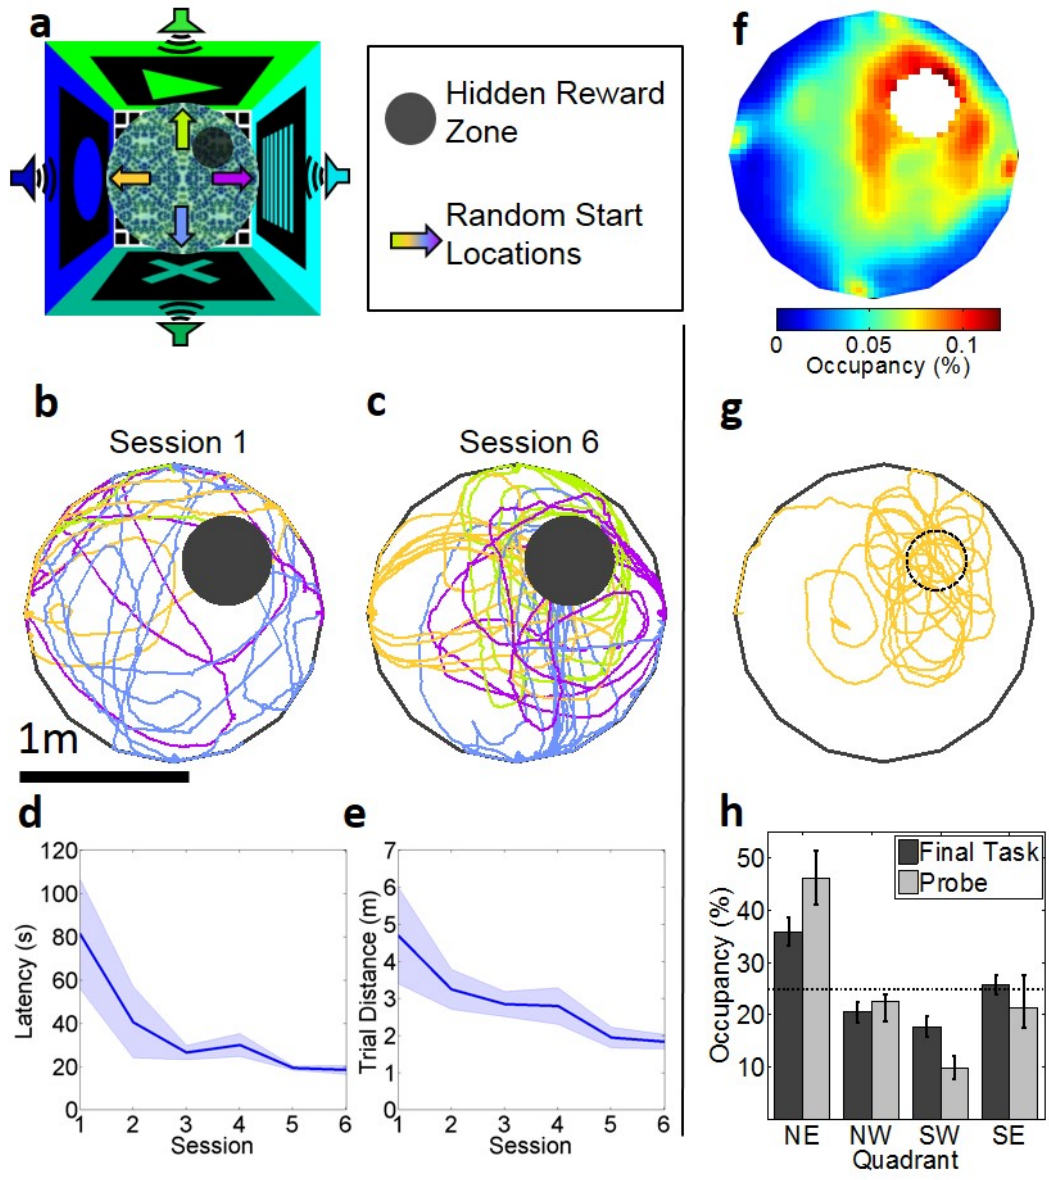 a
Hidden Reward
Zone
Random Start
Locations
f
0
0.05
0.1
Occupancy (%)
b
Session 1
c
Session 6
g
1m
d
120
100
80
60
40
20
0
Latency (s)
1
2
3
4
5
6
Session
e
7
6
5
4
3
2
1
0
Trial Distance (m)
1
2
3
4
5
6
Session
h
Final Task
Probe
50
40
30
20
10
Occupancy (%)
NE
NW
SW
SE
Quadrant